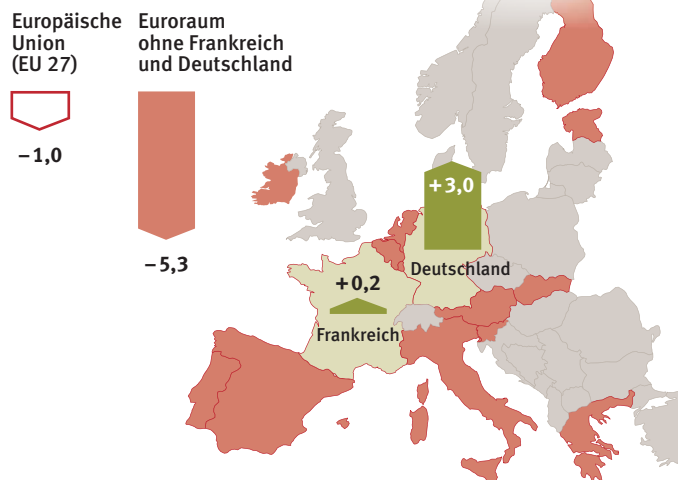 Europäische
Union
(EU 27)
–1,0
Euroraum
ohne Frankreich
und Deutschland
–5,3
+3,0
Deutschland
+0,2
Frankreich